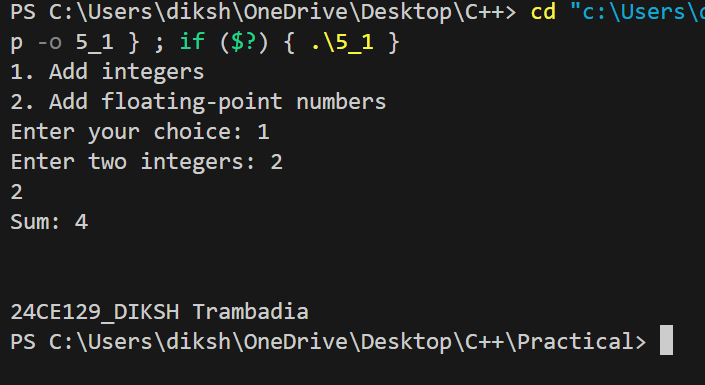 PS C:\Users\diksh\OneDrive\Desktop\C++> cd "c:\Users\
p -o 5_1 } ; if ($?) { .\5_1 }
1. Add integers
2. Add floating-point numbers
Enter your choice: 1
Enter two integers: 2
2
Sum: 4
24CE129_DIKSH Trambadia
PS C:\Users\diksh\OneDrive\Desktop\C++\Practical>